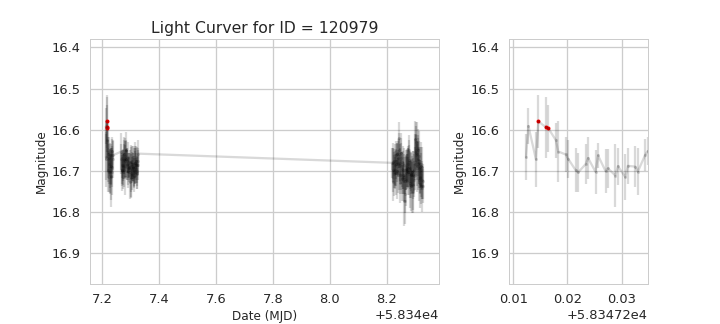 Light Curver for ID = 120979
16.4
16.5
16.6
16.7
16.8
16.9
Magnitude
7.2 7.4 7.6 7.8 8.0 8.2
Date (MJD)
+5.834e4
16.4
16.5
16.6
16.7
16.8
16.9
Magnitude
0.01 0.02 0.03
+5.83472e4